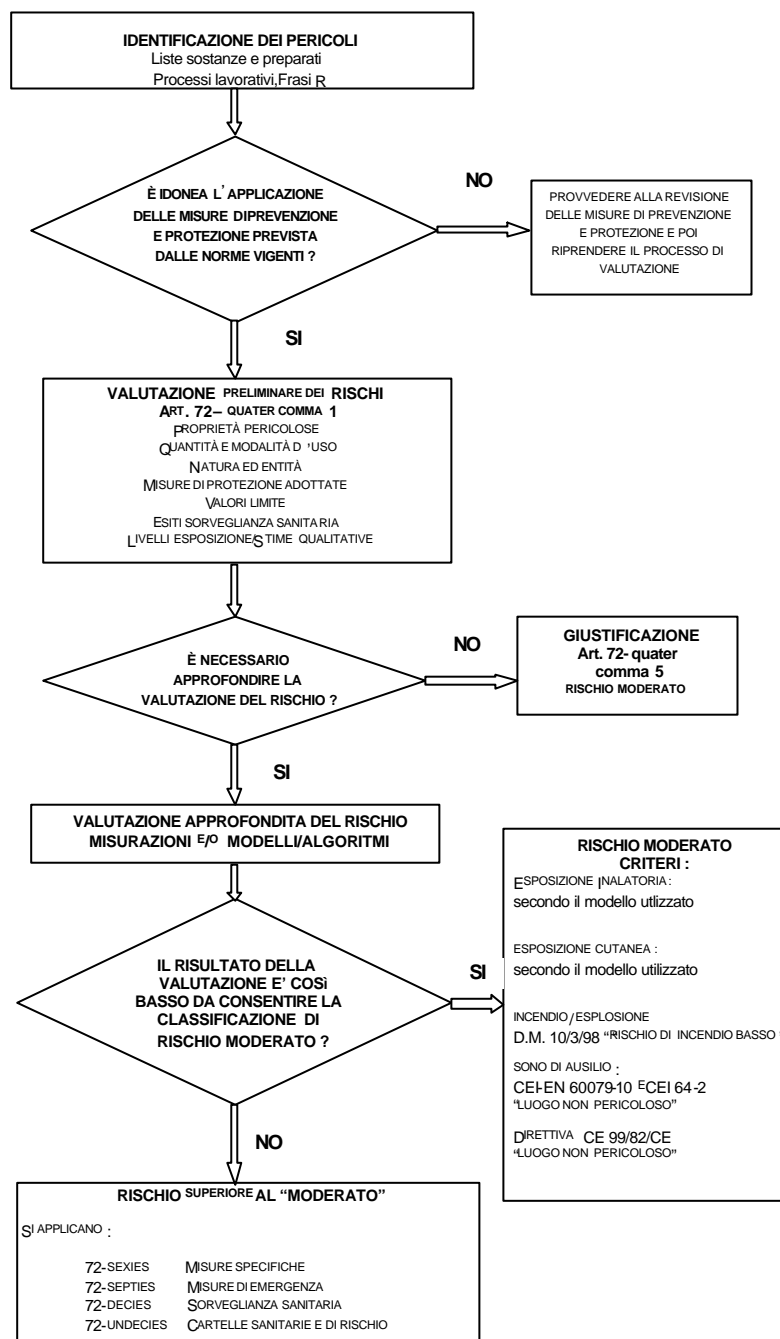 IDENTIFICAZIONE DEI PERICOLI
Liste sostanze e preparati
Processi lavorativi,Frasi R
È IDONEA L'APPLICAZIONE
DELLE MISURE DIPREVENZIONE
E PROTEZIONE PREVISTA
DALLE NORME VIGENTI ?
NO
PROVVEDERE ALLA REVISIONE
DELLE MISURE DI PREVENZIONE
E PROTEZIONE E POI
RIPRENDERE IL PROCESSO DI
VALUTAZIONE
SI
VALUTAZIONE PRELIMINARE DEI RISCHI
ART. 72– QUATER COMMA 1
PROPRIETÀ PERICOLOSE
QUANTITÀ E MODALITÀ D'USO
NATURA ED ENTITÀ
MISURE DI PROTEZIONE ADOTTATE
VALORI LIMITE
ESITI SORVEGLIANZA SANITARIA
LIVELLI ESPOSIZIONE/STIME QUALITATIVE
È NECESSARIO
APPROFONDIRE LA
VALUTAZIONE DEL RISCHIO ?
NO
GIUSTIFICAZIONE
Art. 72-quater
comma 5
RISCHIO MODERATO
SI
VALUTAZIONE APPROFONDITA DEL RISCHIO
MISURAZIONI E/O MODELLI/ALGORITMI
IL RISULTATO DELLA
VALUTAZIONE E' COSÌ
BASSO DA CONSENTIRE LA
CLASSIFICAZIONE DI
RISCHIO MODERATO ?
SI
RISCHIO MODERATO
CRITERI :
ESPOSIZIONE INALATORIA:
secondo il modello utlizzato
ESPOSIZIONE CUTANEA :
secondo il modello utilizzato
INCENDIO/ESPLOSIONE
D.M. 10/3/98 “RISCHIO DI INCENDIO BASSO ”
SONO DI AUSILIO :
CEI-EN 60079-10 E CEI 64-2
“LUOGO NON PERICOLOSO”
DIRETTIVA CE 99/82/CE
“LUOGO NON PERICOLOSO”
NO
RISCHIO SUPERIORE AL “MODERATO”
SI APPLICANO :
72-SEXIES MISURE SPECIFICHE
72-SEPTIES MISURE DI EMERGENZA
72-DECIES SORVEGLIANZA SANITARIA
72-UNDECIES CARTELLE SANITARIE E DI RISCHIO